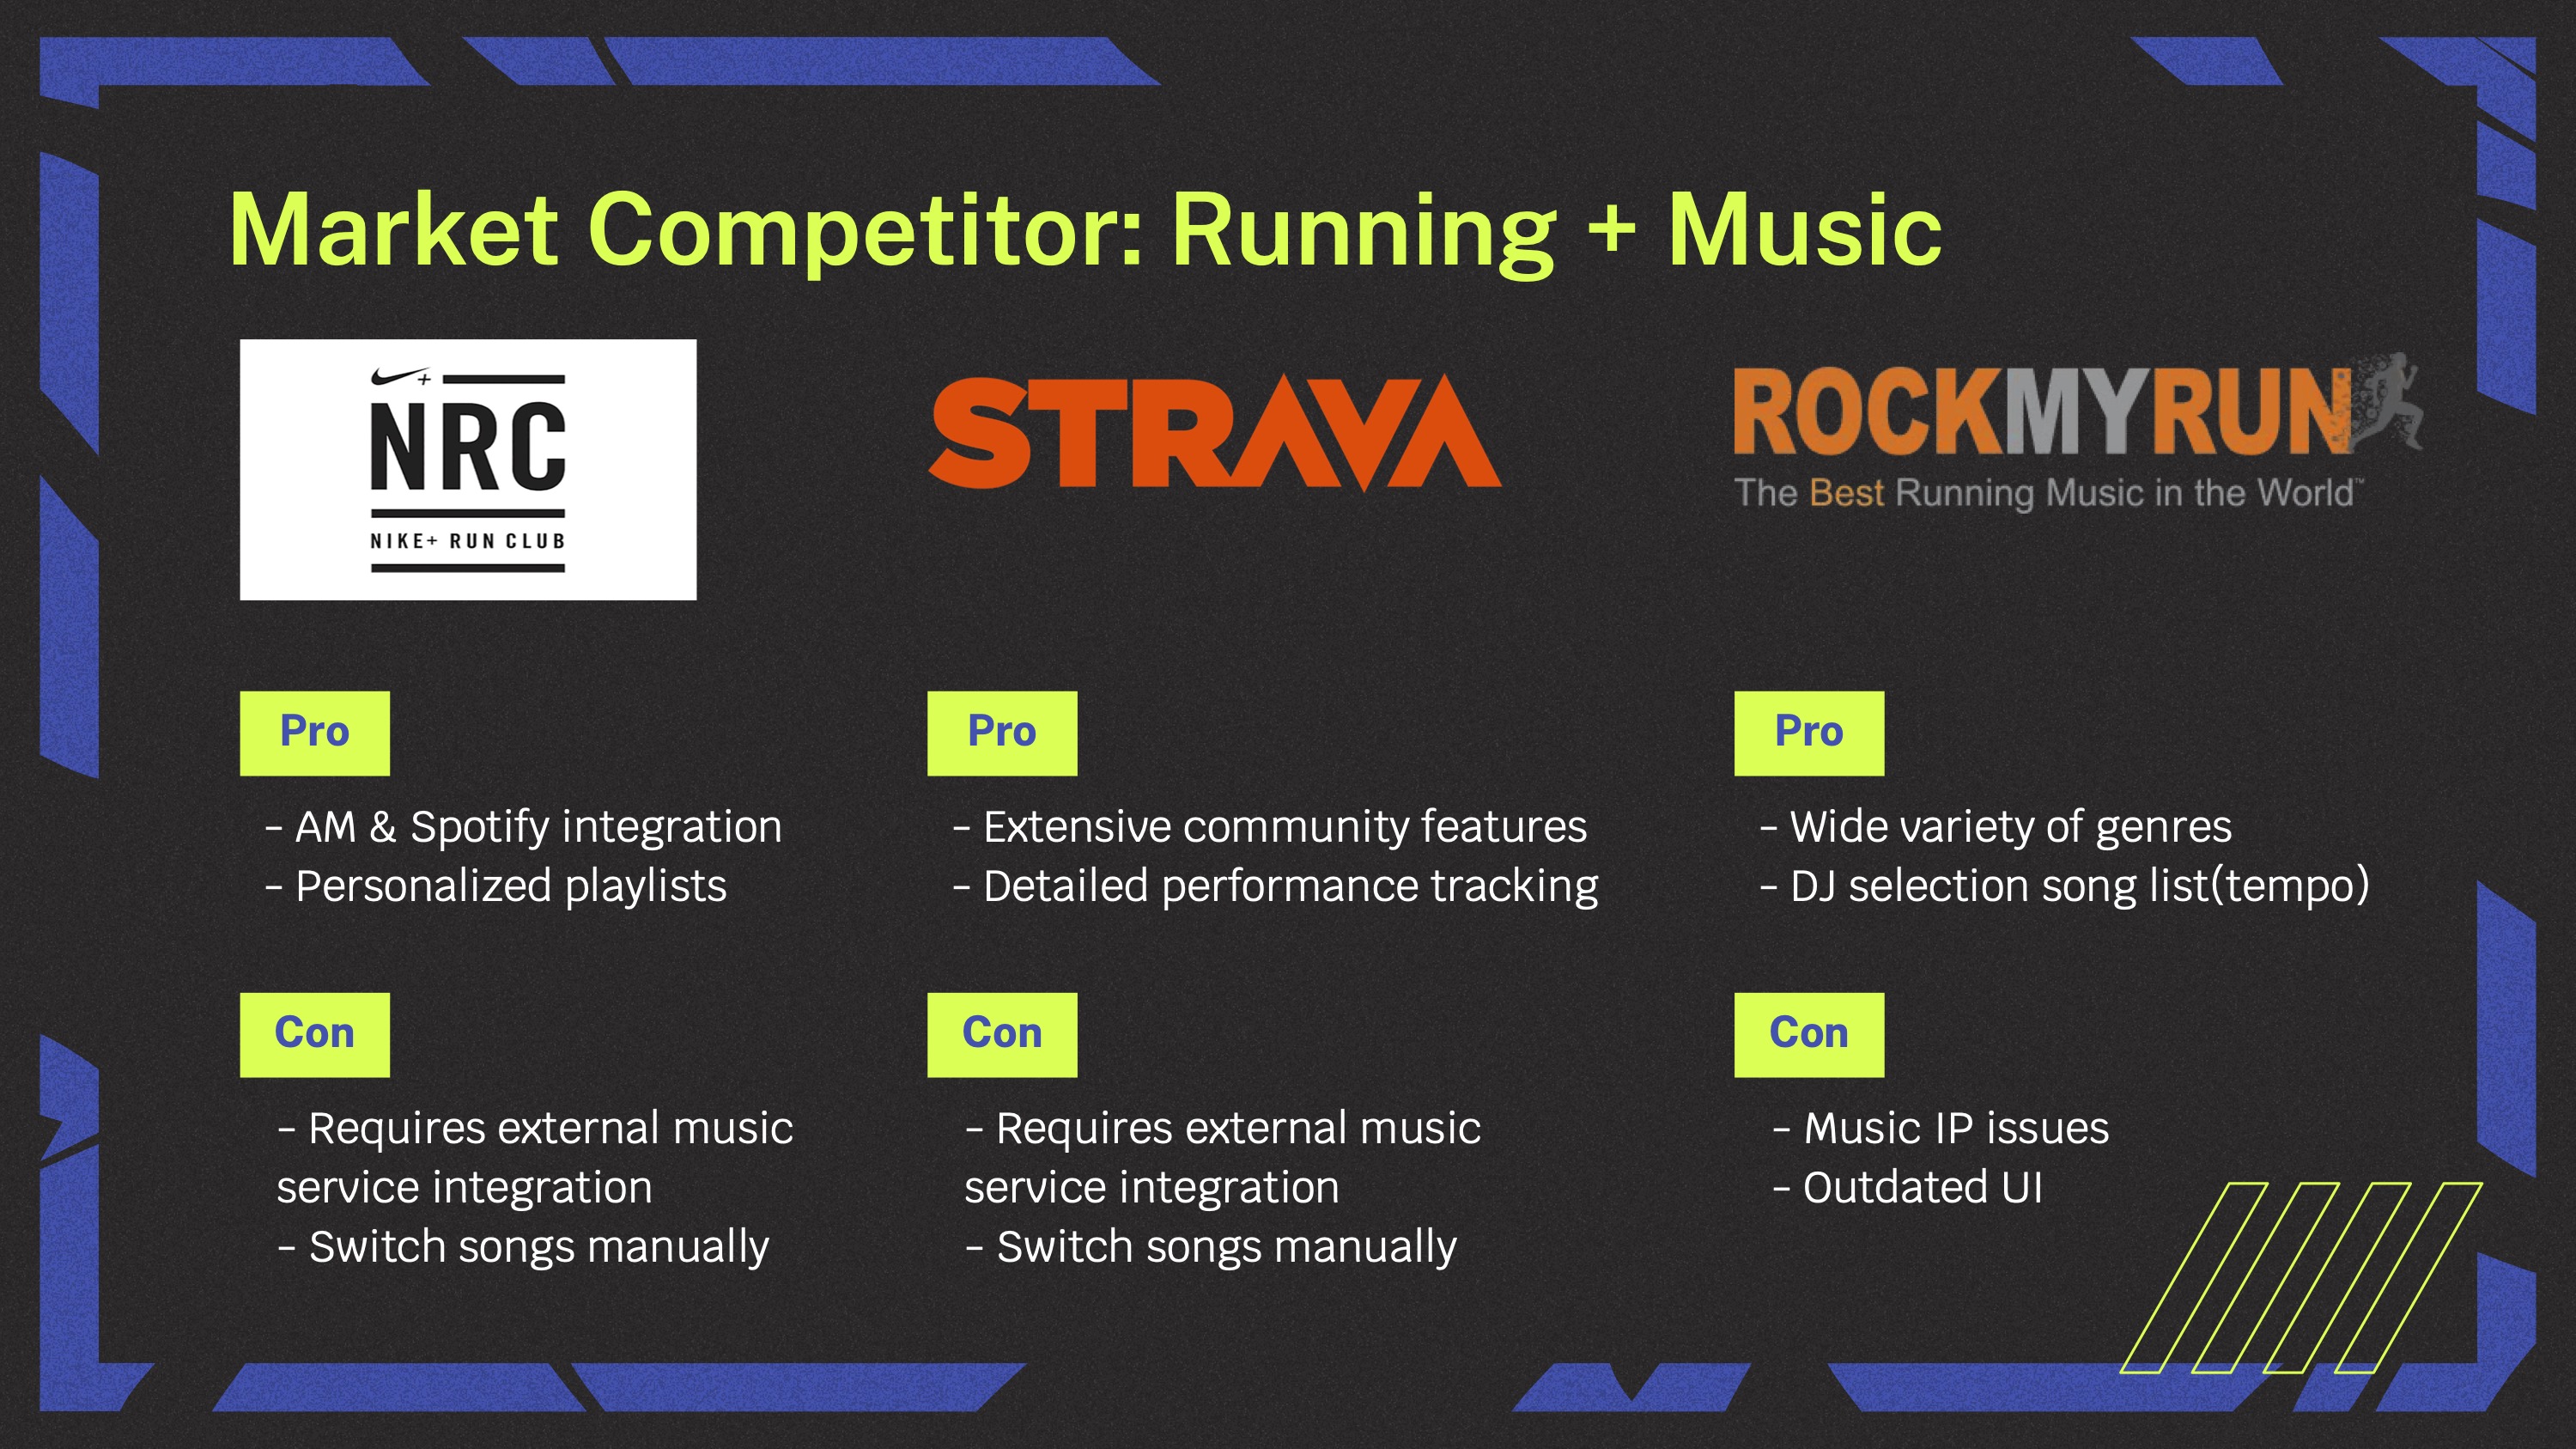 Market Competitor: Running + Music
+
NRC
NIKE+ RUN CLUB
STRAVA
ROCKMYRUN
The Best Running Music in the World™
Pro
- AM & Spotify integration
- Personalized playlists
Con
- Requires external music
service integration
- Switch songs manually
Pro
- Extensive community features
- Detailed performance tracking
Con
- Requires external music
service integration
- Switch songs manually
Pro
- Wide variety of genres
- DJ selection song list(tempo)
Con
- Music IP issues
- Outdated UI